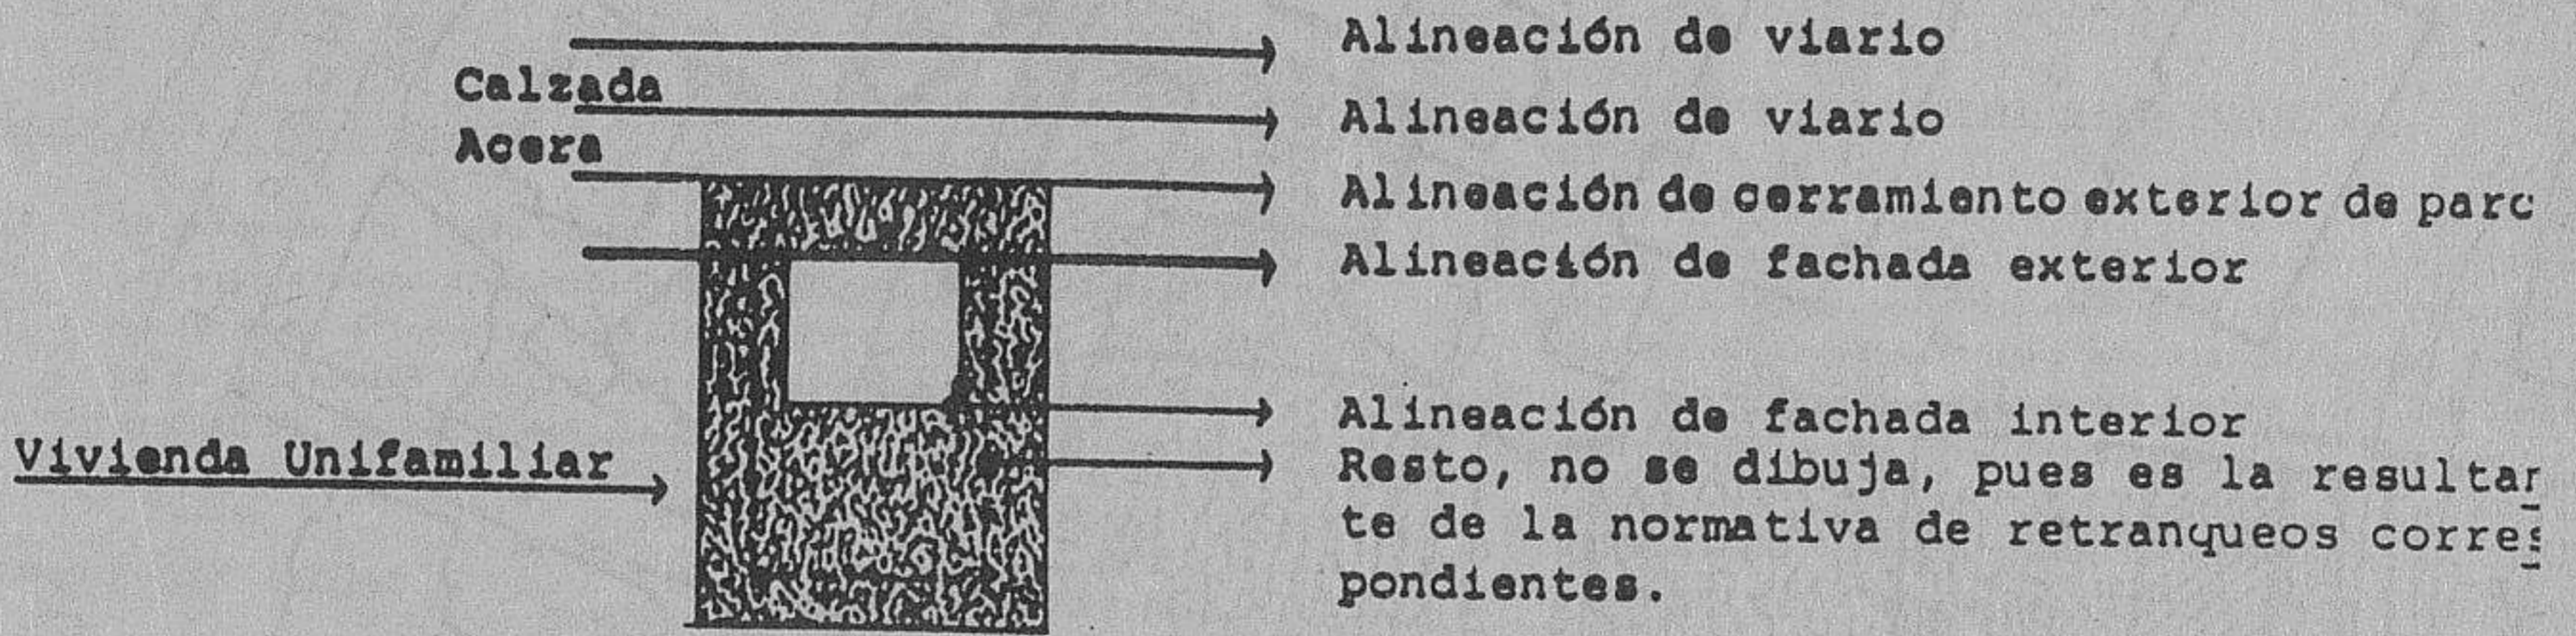 Alineación de viario
Calzada
Alineación de viario
Acera
Alineación de cerramiento exterior de parc
Alineación de fachada exterior
Alineación de fachada interior
Vivienda Unifamiliar
Resto, no se dibuja, pues es la resultan
te de la normativa de retranqueos corres
pondientes.